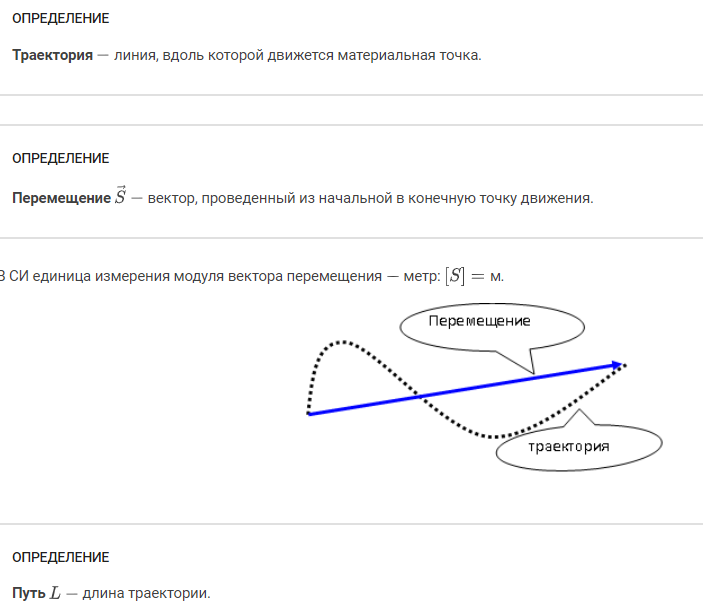 ОПРЕДЕЛЕНИЕ
Траектория — линия, вдоль которой движется материальная точка.
ОПРЕДЕЛЕНИЕ
Перемещение \(\vec{S}\) — вектор, проведенный из начальной в конечную точку движения.
В СИ единица измерения модуля вектора перемещения — метр: [S] = м.
Перемещение
траектория
ОПРЕДЕЛЕНИЕ
Путь L — длина траектории.